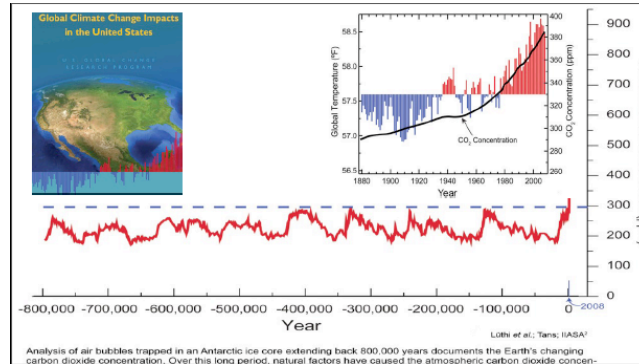 Global Climate Change Impacts
in the United States
U.S. GLOBAL CHANGE
RESEARCH PROGRAM
Global Temperature (°F)
58.5
57.5
57.0
56.5
CO₂ Concentration
1880 1900 1920 1940 1960 1980 2000
Year
400
380
360
340
320
300
280
260
CO₂ Concentration (ppm)
900
800
700
600
500
400
300
200
100
0
2008
-800,000 -700,000 -600,000 -500,000 -400,000 -300,000 -200,000 -100,000 0
Year
Lüthi et al.; Tans; IIASA²
Analysis of air bubbles trapped in an Antarctic ice core extending back 800,000 years documents the Earth's changing
carbon dioxide concentration. Over this long period, natural factors have caused the atmospheric carbon dioxide concen-